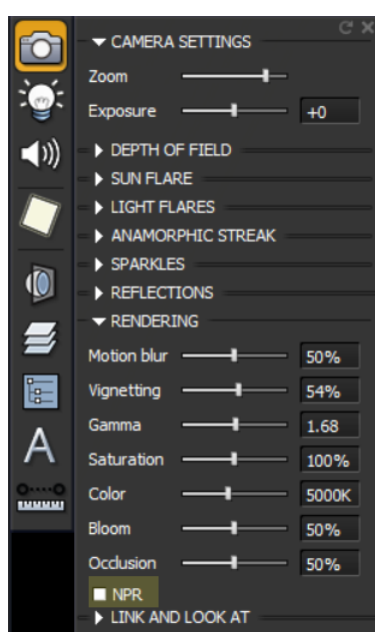 CAMERA SETTINGS
Zoom
Exposure +0
DEPTH OF FIELD
SUN FLARE
LIGHT FLARES
ANAMORPHIC STREAK
SPARKLES
REFLECTIONS
RENDERING
Motion blur 50%
Vignetting 54%
Gamma 1.68
Saturation 100%
Color 5000K
Bloom 50%
Occlusion 50%
NPR
LINK AND LOOK AT
A